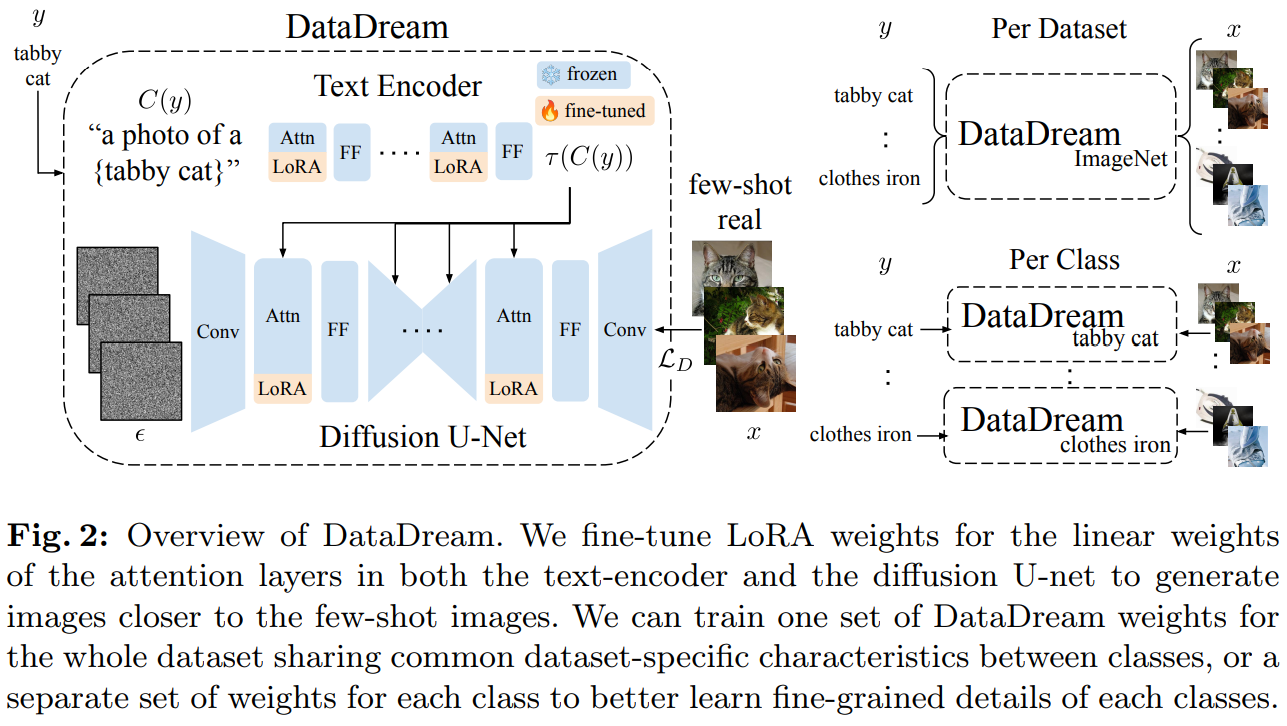 y
tabby
cat
DataDream
Text Encoder
frozen
fine-tuned
C(y)
“a photo of a
{tabby cat}”
Attn
LoRA
FF
· · · ·
Attn
LoRA
FF
τ(C(y))
few-shot
real
Conv
Attn
LoRA
FF
· · · ·
Attn
LoRA
FF
Conv
L_D
ϵ
Diffusion U-Net
x
y
Per Dataset
x
tabby cat
:
clothes iron
DataDream
ImageNet
:
y
Per Class
x
tabby cat
DataDream
tabby cat
:
:
:
clothes iron
DataDream
clothes iron
Fig. 2: Overview of DataDream. We fine-tune LoRA weights for the linear weights
of the attention layers in both the text-encoder and the diffusion U-net to generate
images closer to the few-shot images. We can train one set of DataDream weights for
the whole dataset sharing common dataset-specific characteristics between classes, or a
separate set of weights for each class to better learn fine-grained details of each classes.